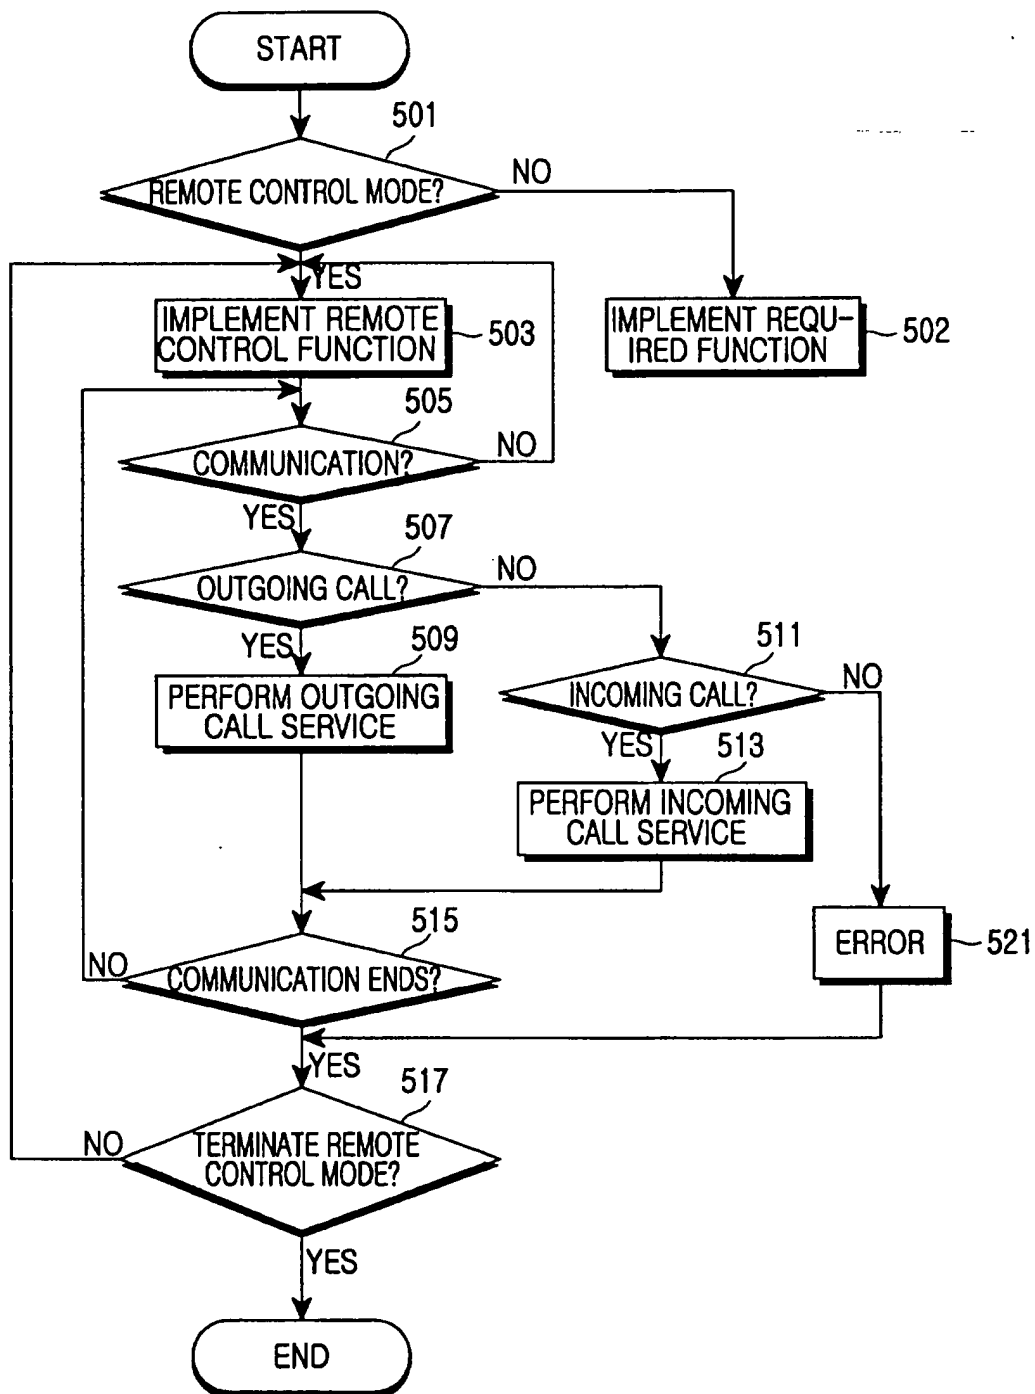 START
501
REMOTE CONTROL MODE?
NO
YES
IMPLEMENT REMOTE
CONTROL FUNCTION
503
IMPLEMENT REQU-
IRED FUNCTION
502
505
COMMUNICATION?
NO
YES
507
OUTGOING CALL?
NO
YES
509
PERFORM OUTGOING
CALL SERVICE
511
INCOMING CALL?
NO
YES
513
PERFORM INCOMING
CALL SERVICE
515
COMMUNICATION ENDS?
NO
ERROR
521
YES
517
TERMINATE REMOTE
CONTROL MODE?
NO
YES
END